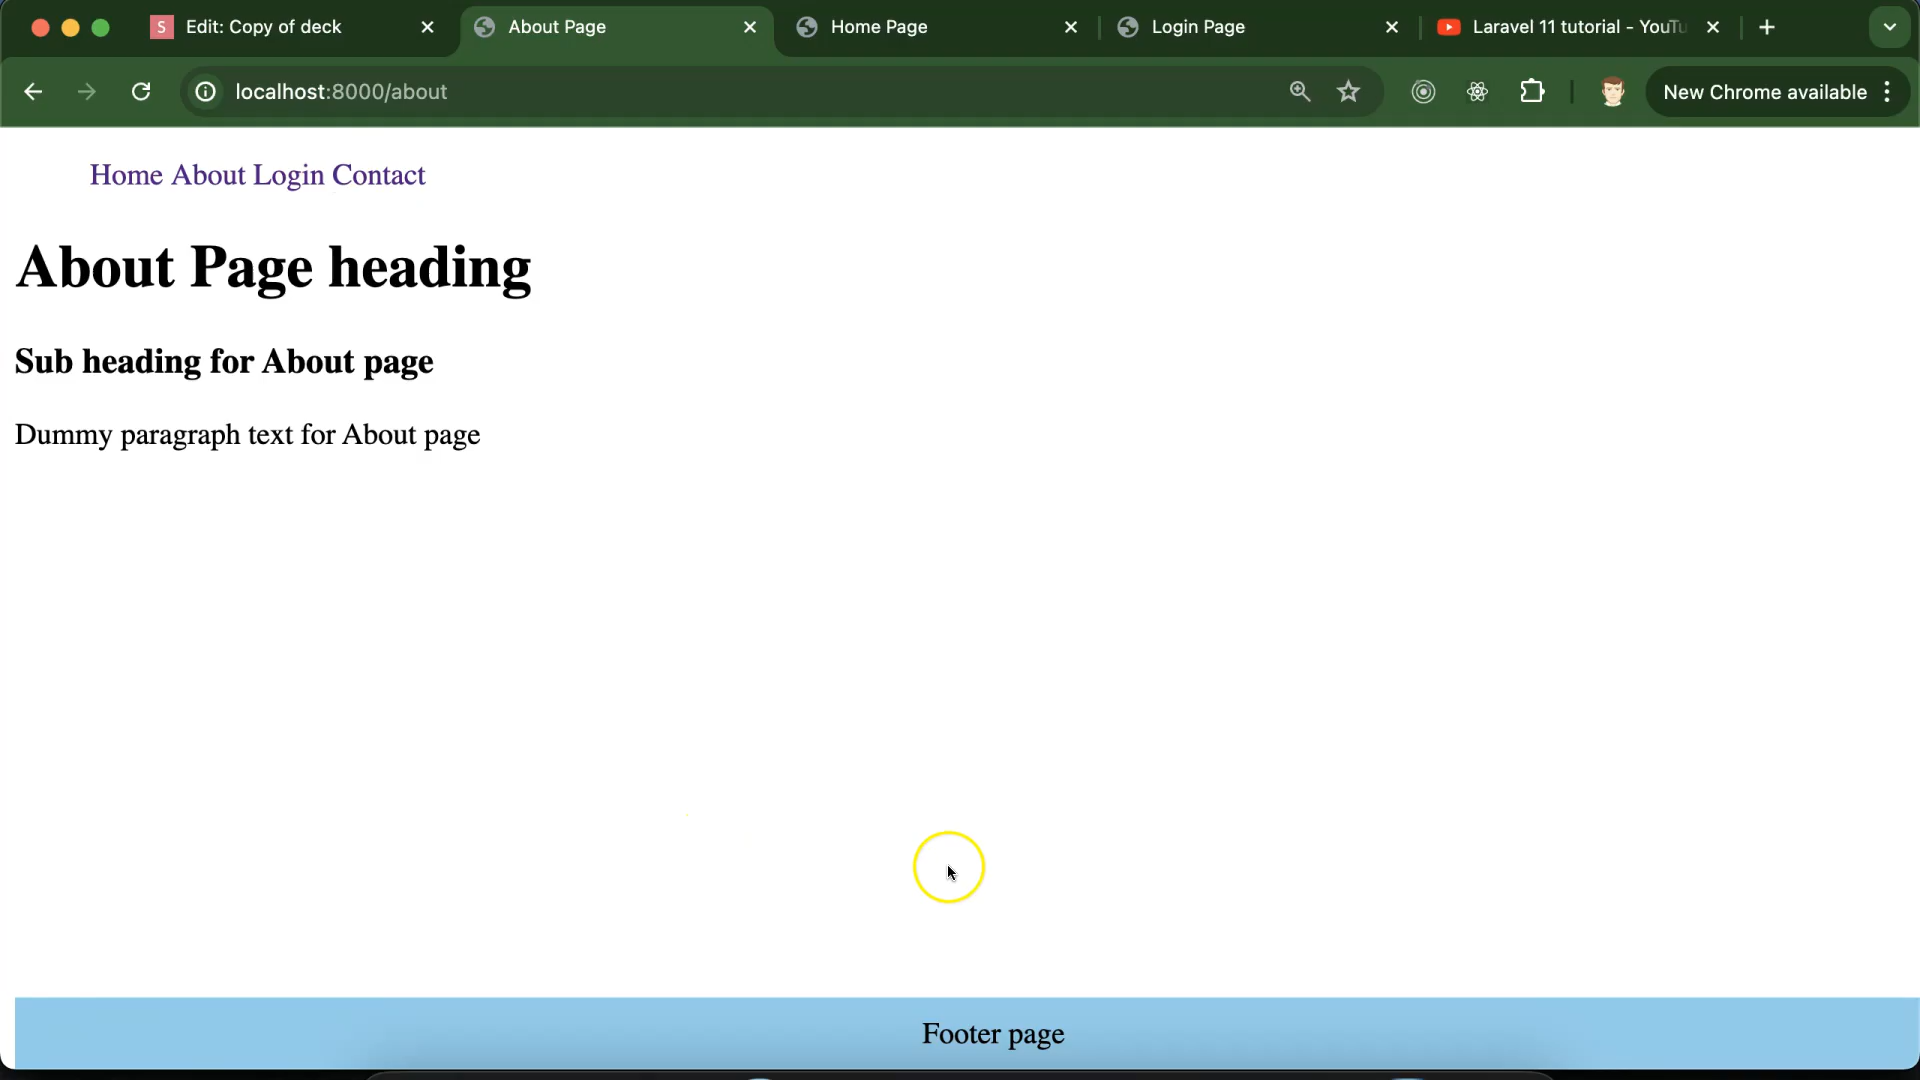 S Edit: Copy of deck
About Page
Home Page
Login Page
Laravel 11 tutorial - YouTu
localhost:8000/about
New Chrome available
Home About Login Contact
About Page heading
Sub heading for About page
Dummy paragraph text for About page
Footer page